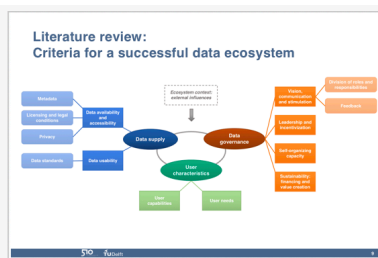 Literature review:
Criteria for a successful data ecosystem
Ecosystem context:
external influences
Vision,
communication
and stimulation
Division of roles and
responsibilities
Feedback
Metadata
Licensing and legal
conditions
Privacy
Data availability
and
accessibility
Data standards
Data usability
Data supply
Data
governance
User
characteristics
User
capabilities
User needs
Leadership and
Self-organizing
capacity
Sustainability:
financing and
value creation
510
TU Delft